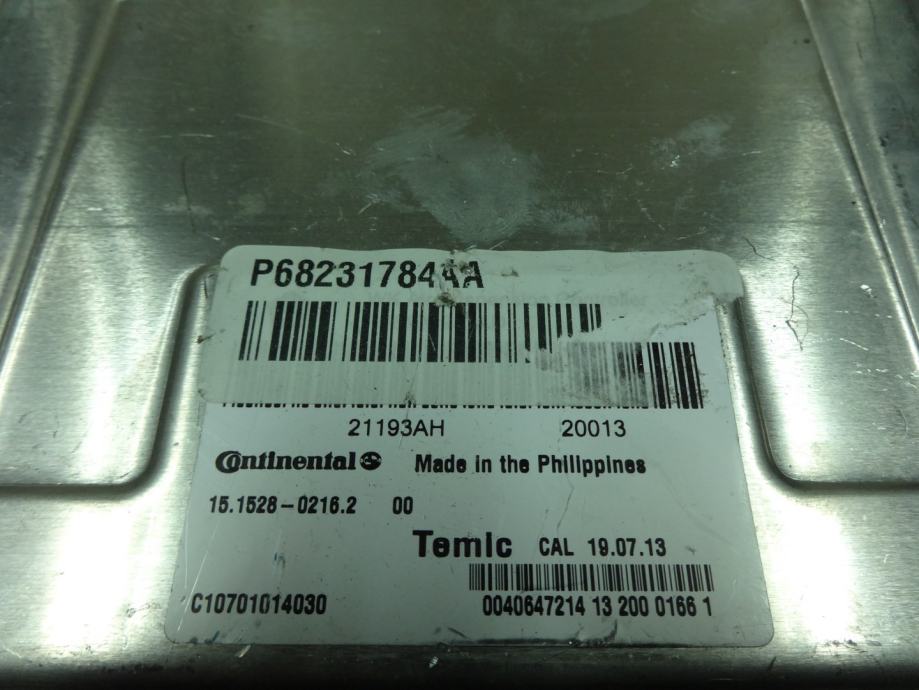 P68231784AA
21193AH 20013
Continental Made in the Philippines
15.1528-0216.2 00
Temic CAL 19.07.13
C10701014030 0040647214 13 200 0166 1